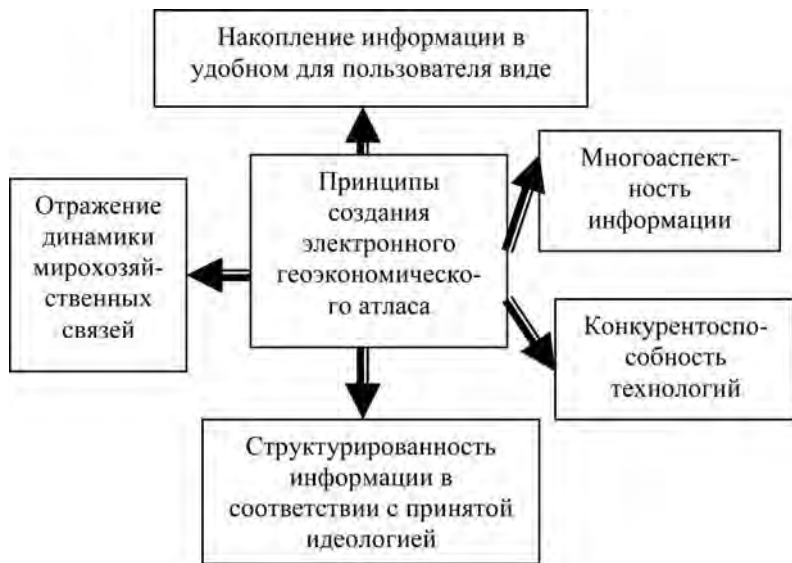 Накопление информации в
удобном для пользователя виде
Принципы
создания
электронного
геоэкономическо-
го атласа
Многоаспект-
ность
информации
Отражение
динамики
мирохозяй-
ственных
связей
Конкурентоспо-
собность
технологий
Структурированность
информации в
соответствии с принятой
идеологией